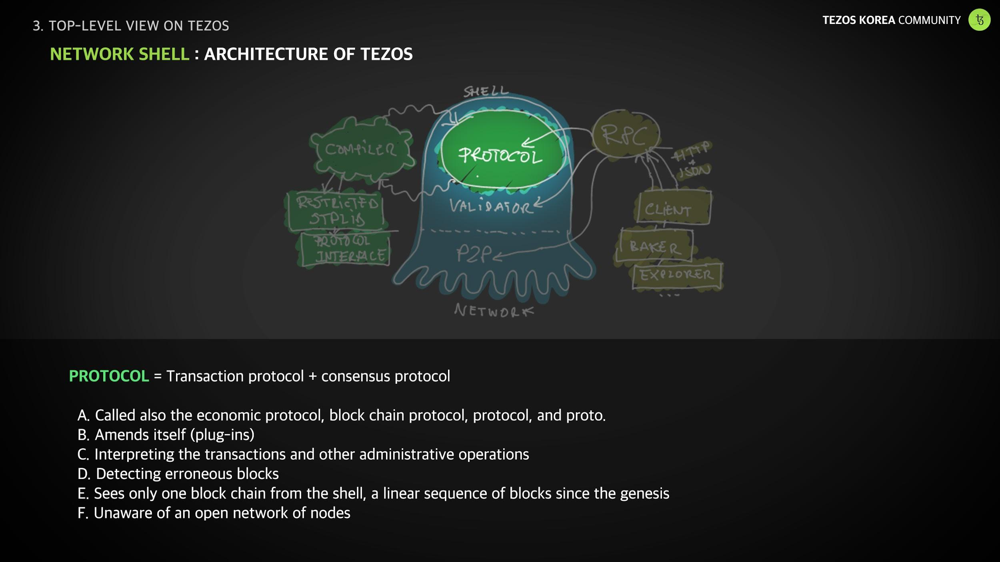 3. TOP-LEVEL VIEW ON TEZOS
TEZOS KOREA COMMUNITY
NETWORK SHELL : ARCHITECTURE OF TEZOS
SHELL
COMPILER
PROTOCOL
RPC
HTTP
+
JSON
RESTRICTED
STDLIB
VALIDATOR
CLIENT
PROTOCOL
INTERFACE
P2P
BAKER
EXPLORER
...
NETWORK
PROTOCOL = Transaction protocol + consensus protocol
A. Called also the economic protocol, block chain protocol, protocol, and proto.
B. Amends itself (plug-ins)
C. Interpreting the transactions and other administrative operations
D. Detecting erroneous blocks
E. Sees only one block chain from the shell, a linear sequence of blocks since the genesis
F. Unaware of an open network of nodes